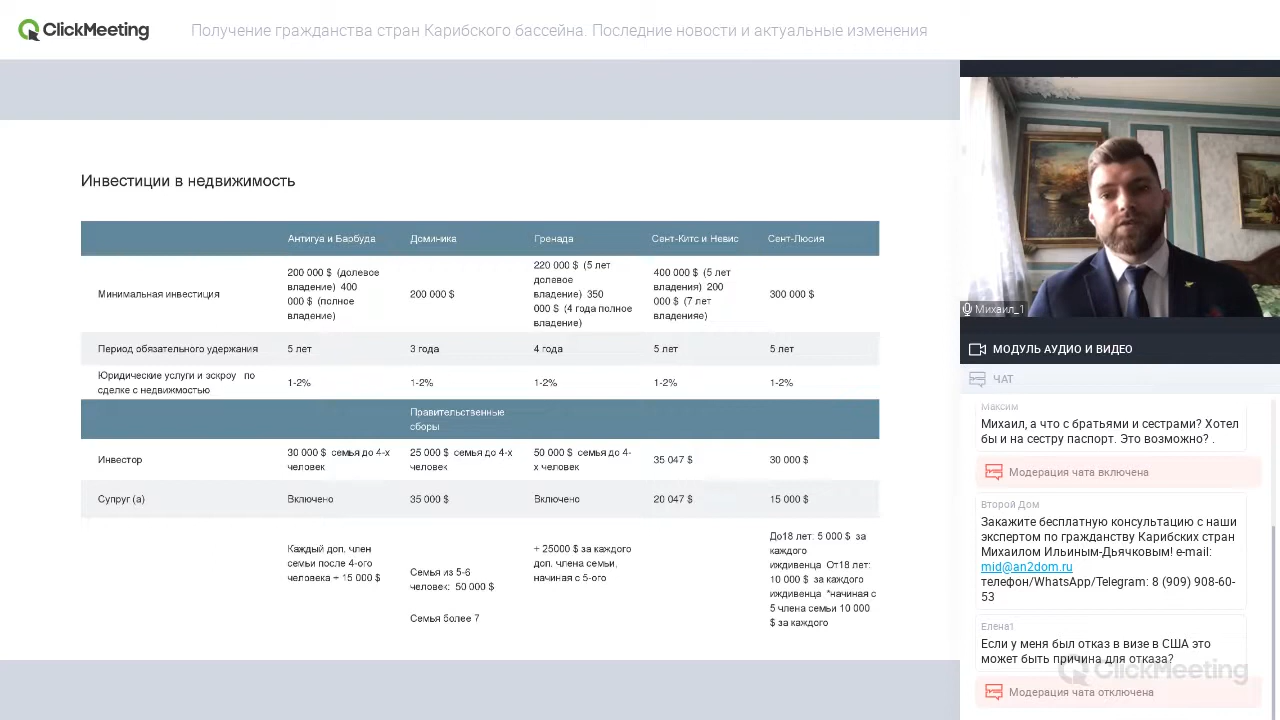 ClickMeeting
Получение гражданства стран Карибского бассейна. Последние новости и актуальные изменения
Инвестиции в недвижимость
Антигуа и Барбуда
Доминика
Гренада
Сент-Китс и Невис
Сент-Люсия
Минимальная инвестиция
200 000 $ (долевое
владение) 400
000 $ (полное
владение)
200 000 $
220 000 $ (5 лет
долевое
владение) 350
000 $ (4 года полное
владение)
400 000 $ (5 лет
владения) 200
000 $ (7 лет
владенияе)
300 000 $
Период обязательного удержания
5 лет
3 года
4 года
5 лет
5 лет
Юридические услуги и эскроу по
сделке с недвижмостью
1-2%
1-2%
1-2%
1-2%
1-2%
Правительственные
сборы
Инвестор
30 000 $ семья до 4-х
человек
25 000 $ семья до 4-х
человек
50 000 $ семья до 4-
х человек
35 047 $
30 000 $
Супруг (а)
Включено
35 000 $
Включено
20 047 $
15 000 $
Каждый доп. член
семьи после 4-ого
человека + 15 000 $
Семья из 5-6
человек: 50 000 $
Семья более 7
+ 25000 $ за каждого
доп. члена семьи,
начиная с 5-ого
До18 лет: 5 000 $ за
каждого
иждивенца От18 лет:
10 000 $ за каждого
иждивенца *начиная с
5 члена семьи 10 000
$ за каждого
Михаил_1
МОДУЛЬ АУДИО И ВИДЕО
ЧАТ
Максим
Михаил, а что с братьями и сестрами? Хотел
бы и на сестру паспорт. Это возможно? .
Модерация чата включена
Второй Дом
Закажите бесплатную консультацию с наши
экспертом по гражданству Карибских стран
Михаилом Ильиным-Дьячковым! e-mail:
mid@an2dom.ru
телефон/WhatsApp/Telegram: 8 (909) 908-60-
53
Елена1
Если у меня был отказ в визе в США это
может быть причина для отказа?
ClickMeeting
Модерация чата отключена